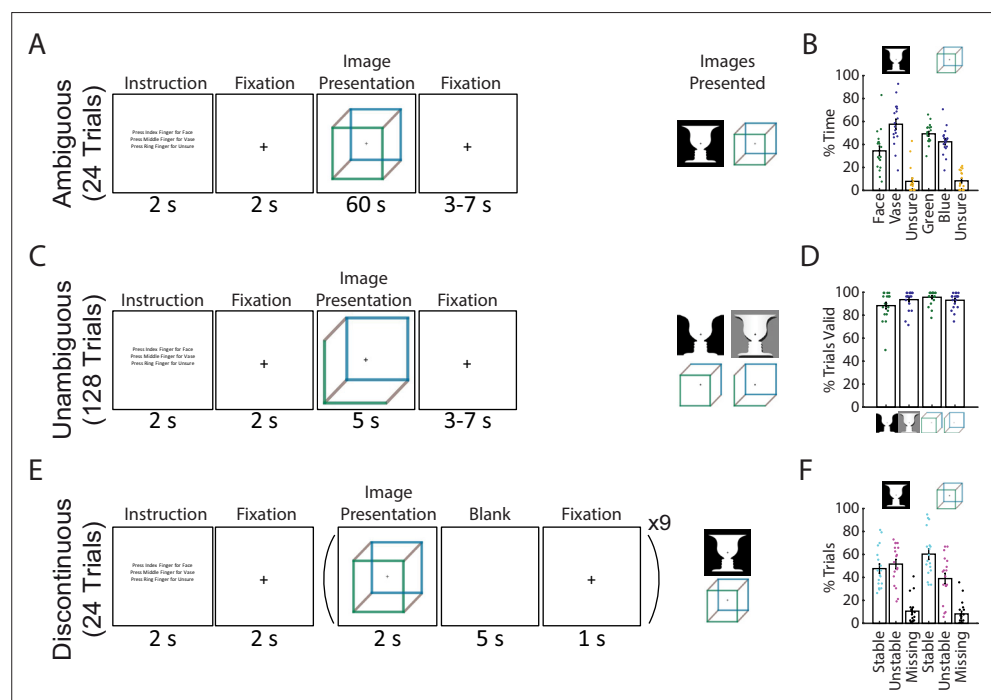 A
Ambiguous
(24 Trials)
Instruction
Fixation
Image
Presentation
Fixation
Press Index Finger for Face
Press Middle Finger for Vase
Press Ring Finger for Unsure
+
+
2 s
2 s
60 s
3-7 s
Images
Presented
B
% Time
100
80
60
40
20
0
Face
Vase
Unsure
Green
Blue
Unsure
C
Unambiguous
(128 Trials)
Instruction
Fixation
Image
Presentation
Fixation
Press Index Finger for Face
Press Middle Finger for Vase
Press Ring Finger for Unsure
+
+
+
2 s
2 s
5 s
3-7 s
D
% Trials Valid
100
80
60
40
20
0
E
Discontinuous
(24 Trials)
Instruction
Fixation
Image
Presentation
Blank
Fixation
x9
Press Index Finger for Face
Press Middle Finger for Vase
Press Ring Finger for Unsure
+
+
2 s
2 s
2 s
5 s
1 s
F
% Trials
100
80
60
40
20
0
Stable
Unstable
Missing
Stable
Unstable
Missing